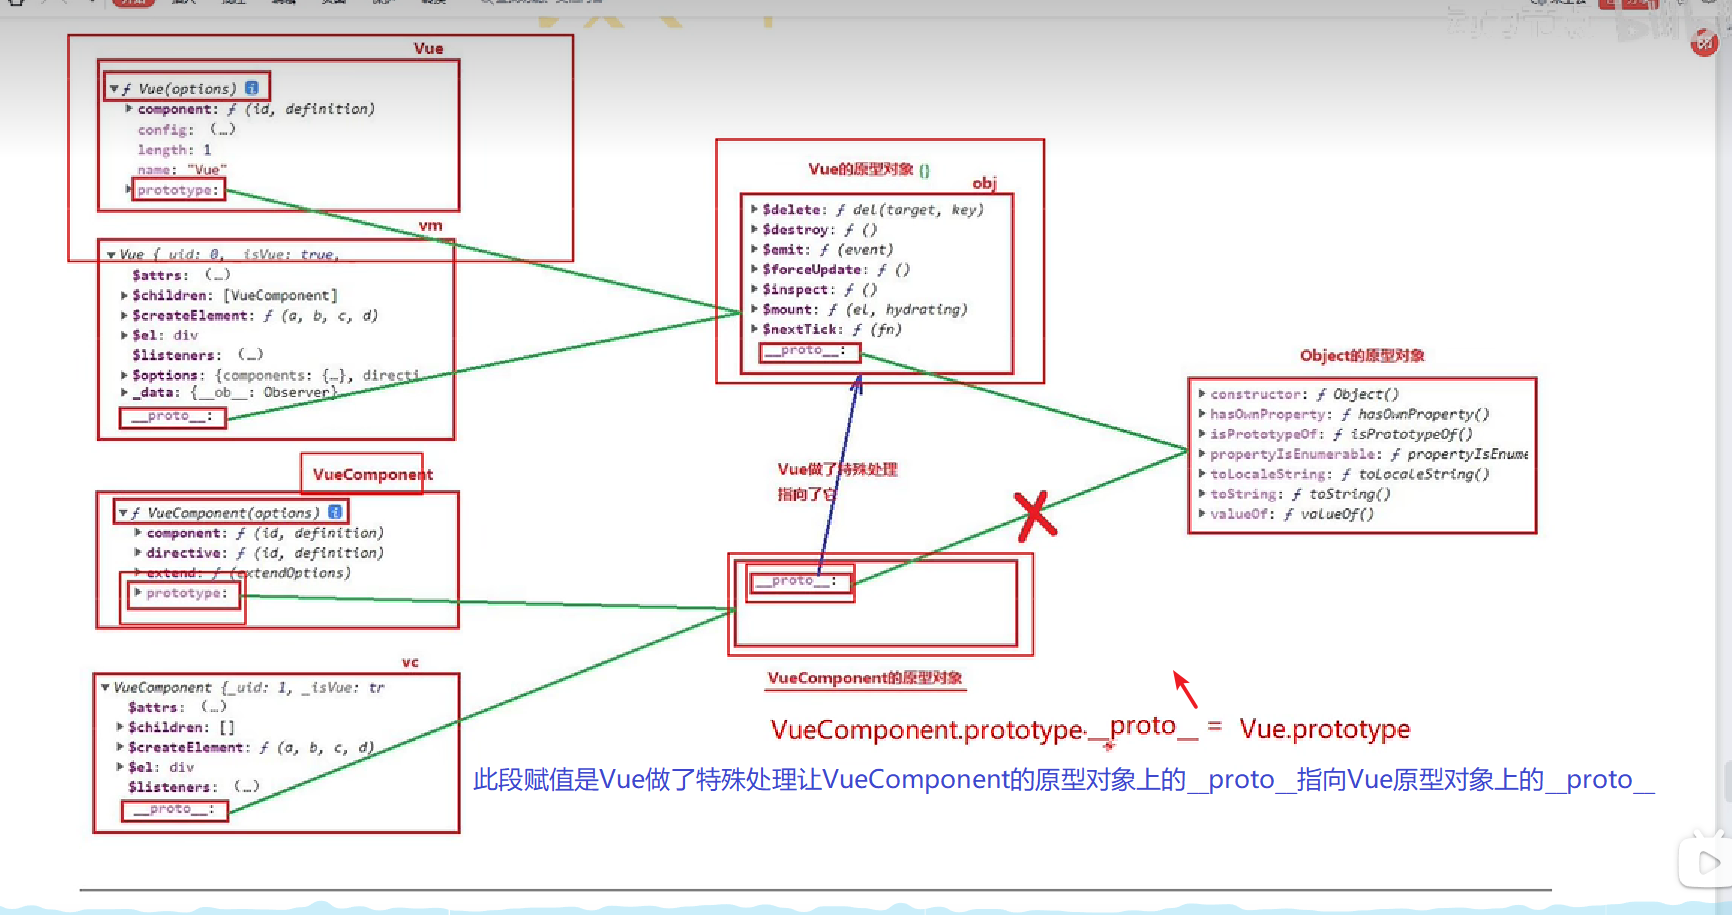 Vue
ƒ Vue(options)
component: ƒ (id, definition)
config: (…)
length: 1
name: "Vue"
prototype:
vm
Vue {_uid: 0, _isVue: true,
$attrs: (…)
$children: [VueComponent]
$createElement: ƒ (a, b, c, d)
$el: div
$listeners: (…)
$options: {components: {…}, directi
_data: {__ob__: Observer}
__proto__:
VueComponent
ƒ VueComponent(options)
component: ƒ (id, definition)
directive: ƒ (id, definition)
extend: ƒ (extendOptions)
prototype:
vc
VueComponent {_uid: 1, _isVue: tr
$attrs: (…)
$children: []
$createElement: ƒ (a, b, c, d)
$el: div
$listeners: (…)
__proto__:
Vue的原型对象 {}
obj
$delete: ƒ del(target, key)
$destroy: ƒ ()
$emit: ƒ (event)
$forceUpdate: ƒ ()
$inspect: ƒ ()
$mount: ƒ (el, hydrating)
$nextTick: ƒ (fn)
__proto__:
Vue做了特殊处理
指向了它
__proto__:
VueComponent的原型对象
Object的原型对象
constructor: ƒ Object()
hasOwnProperty: ƒ hasOwnProperty()
isPrototypeOf: ƒ isPrototypeOf()
propertyIsEnumerable: ƒ propertyIsEnume
toLocaleString: ƒ toLocaleString()
toString: ƒ toString()
valueOf: ƒ valueOf()
VueComponent.prototype.__proto__ = Vue.prototype
此段赋值是Vue做了特殊处理让VueComponent的原型对象上的__proto__指向Vue原型对象上的__proto__